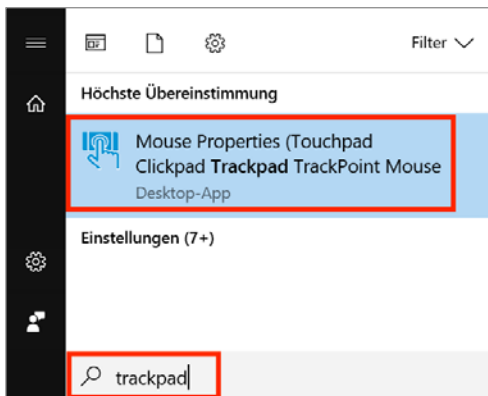 Filter
Höchste Übereinstimmung
Mouse Properties (Touchpad
Clickpad Trackpad TrackPoint Mouse
Desktop-App
Einstellungen (7+)
trackpad